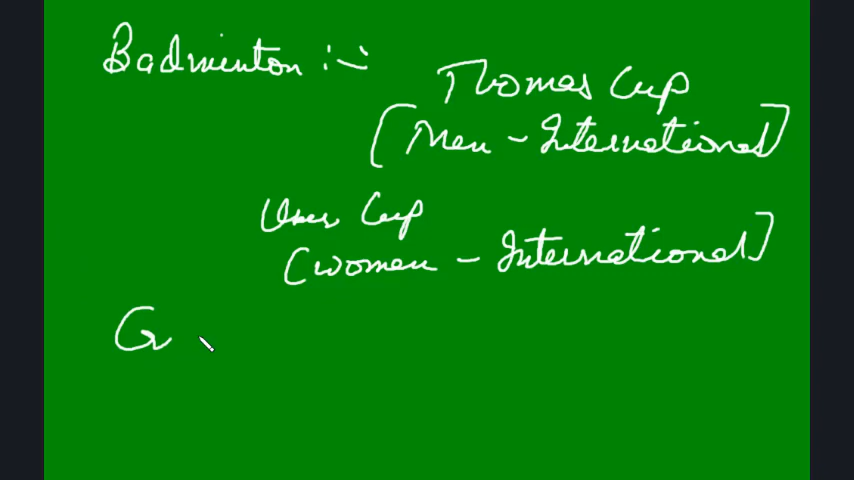 Badminton :-
Thomas Cup
[Men - International]
Uber Cup
(women - International]
G